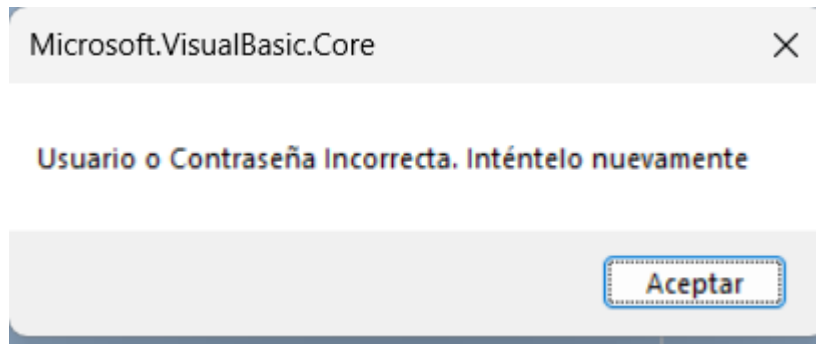 Microsoft.VisualBasic.Core
Usuario o Contraseña Incorrecta. Inténtelo nuevamente
Aceptar